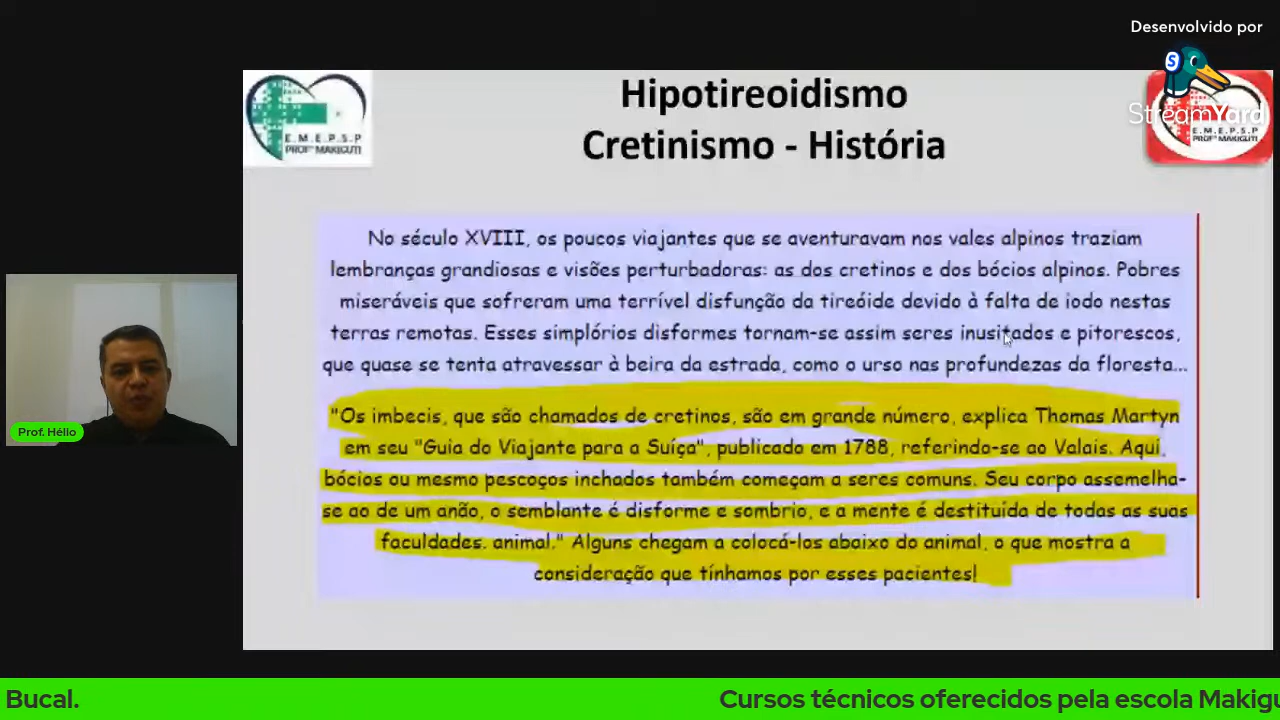 Desenvolvido por
StreamYard
E.M.E.P.S.P
PROFº MAKIGUTI
Hipotireoidismo
Cretinismo - História
E.M.E.P.S.P
PROFº MAKIGUTI
No século XVIII, os poucos viajantes que se aventuravam nos vales alpinos traziam
lembranças grandiosas e visões perturbadoras: as dos cretinos e dos bócios alpinos. Pobres
miseráveis que sofreram uma terrível disfunção da tireóide devido à falta de iodo nestas
terras remotas. Esses simplórios disformes tornam-se assim seres inusitados e pitorescos,
que quase se tenta atravessar à beira da estrada, como o urso nas profundezas da floresta...
"Os imbecis, que são chamados de cretinos, são em grande número, explica Thomas Martyn
em seu "Guia do Viajante para a Suíça", publicado em 1788, referindo-se ao Valais. Aqui,
bócios ou mesmo pescoços inchados também começam a seres comuns. Seu corpo assemelha-
se ao de um anão, o semblante é disforme e sombrio, e a mente é destituída de todas as suas
faculdades. animal." Alguns chegam a colocá-los abaixo do animal, o que mostra a
consideração que tínhamos por esses pacientes!
Prof. Hélio
Bucal.
Cursos técnicos oferecidos pela escola Makigu